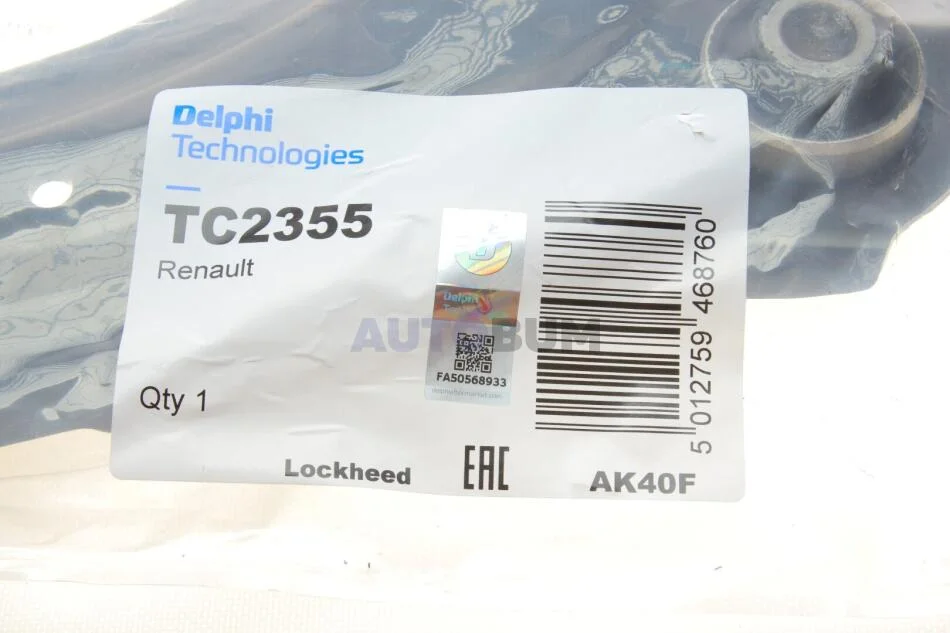 Delphi
Technologies
TC2355
Renault
Delphi
AUTOBUM
FA50568933
Qty 1
5 012759 468760
Lockheed
EAC
AK40F